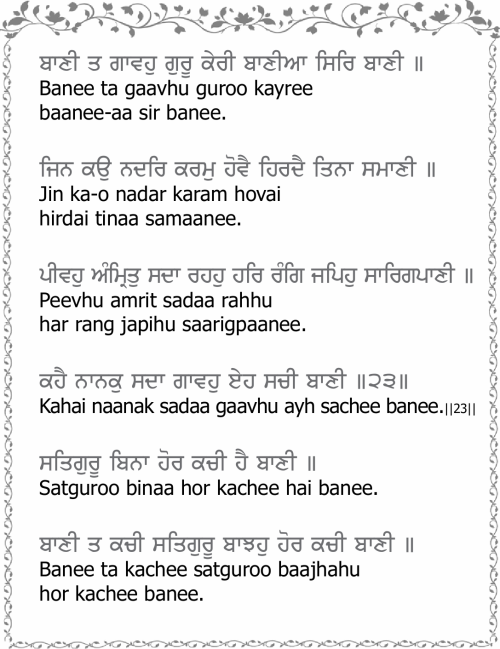 ਬਾਣੀ ਤ ਗਾਵਹੁ ਗੁਰੂ ਕੇਰੀ ਬਾਣੀਆ ਸਿਰਿ ਬਾਣੀ ॥
Banee ta gaavhu guroo kayree
baanee-aa sir banee.
ਜਿਨ ਕਉ ਨਦਰਿ ਕਰਮੁ ਹੋਵੈ ਹਿਰਦੈ ਤਿਨਾ ਸਮਾਣੀ ॥
Jin ka-o nadar karam hovai
hirdai tinaa samaanee.
ਪੀਵਹੁ ਅੰਮ੍ਰਿਤੁ ਸਦਾ ਰਹਹੁ ਹਰਿ ਰੰਗਿ ਜਪਿਹੁ ਸਾਰਿਗਪਾਣੀ ॥
Peevhu amrit sadaa rahhu
har rang japihu saarigpaanee.
ਕਹੈ ਨਾਨਕੁ ਸਦਾ ਗਾਵਹੁ ਏਹ ਸਚੀ ਬਾਣੀ ॥੨੩॥
Kahai naanak sadaa gaavhu ayh sachee banee.||23||
ਸਤਿਗੁਰੂ ਬਿਨਾ ਹੋਰ ਕਚੀ ਹੈ ਬਾਣੀ ॥
Satguroo binaa hor kachee hai banee.
ਬਾਣੀ ਤ ਕਚੀ ਸਤਿਗੁਰੂ ਬਾਝਹੁ ਹੋਰ ਕਚੀ ਬਾਣੀ ॥
Banee ta kachee satguroo baajhahu
hor kachee banee.